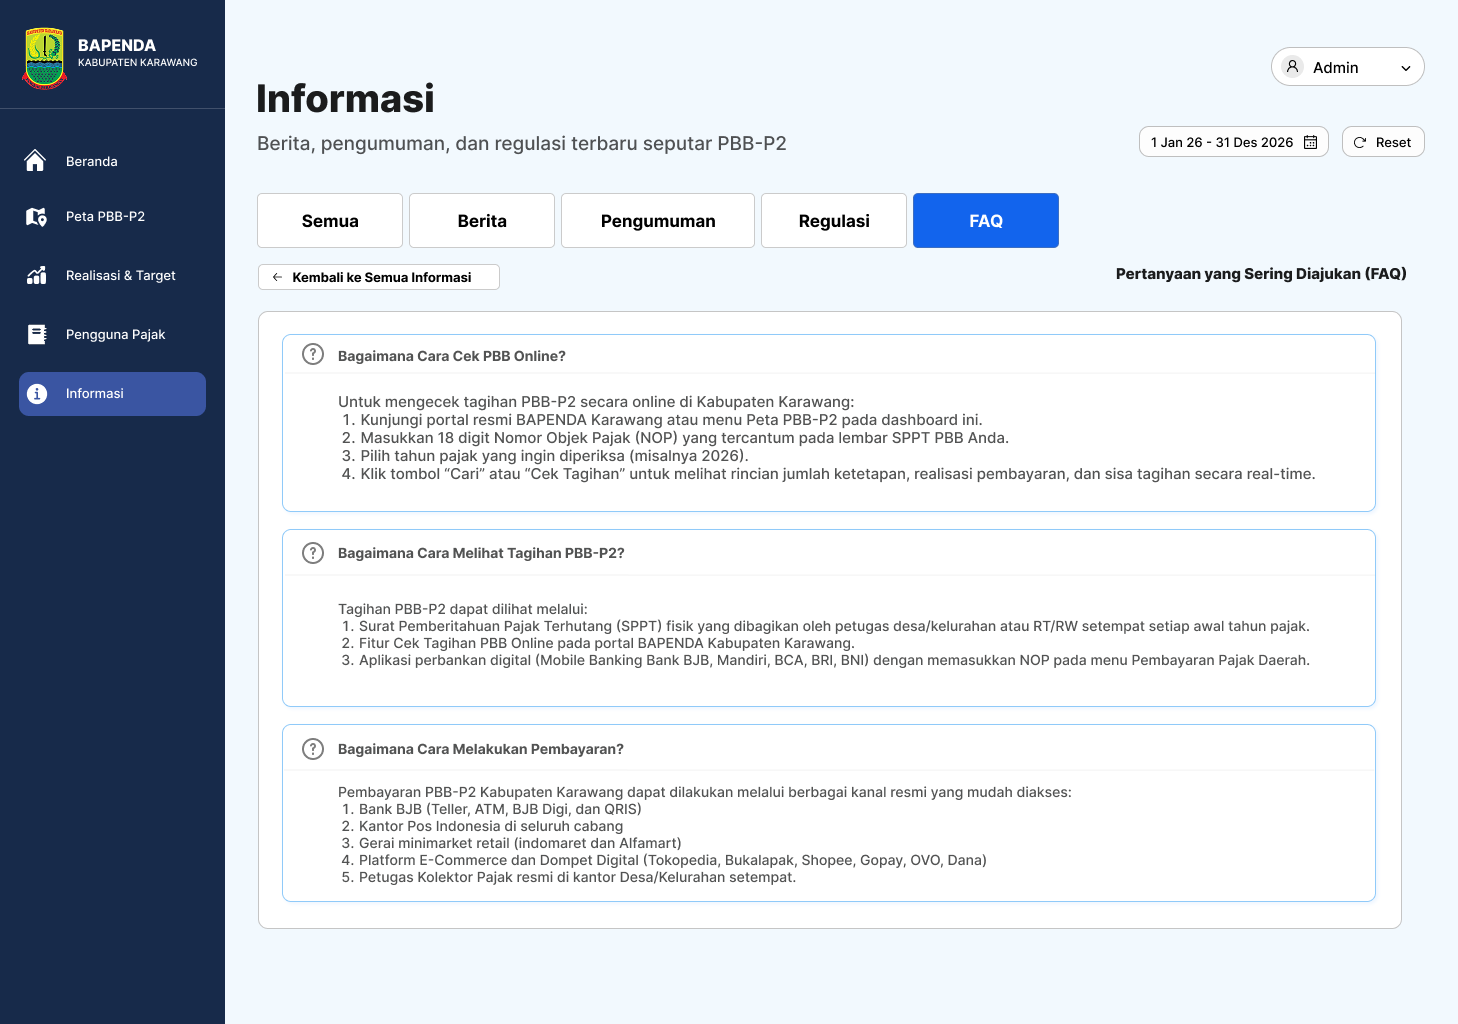 BAPENDA
KABUPATEN KARAWANG
Beranda
Peta PBB-P2
Realisasi & Target
Pengguna Pajak
Informasi
Admin
Informasi
Berita, pengumuman, dan regulasi terbaru seputar PBB-P2
1 Jan 26 - 31 Des 2026
Reset
Semua
Berita
Pengumuman
Regulasi
FAQ
Kembali ke Semua Informasi
Pertanyaan yang Sering Diajukan (FAQ)
Bagaimana Cara Cek PBB Online?
Untuk mengecek tagihan PBB-P2 secara online di Kabupaten Karawang:
1. Kunjungi portal resmi BAPENDA Karawang atau menu Peta PBB-P2 pada dashboard ini.
2. Masukkan 18 digit Nomor Objek Pajak (NOP) yang tercantum pada lembar SPPT PBB Anda.
3. Pilih tahun pajak yang ingin diperiksa (misalnya 2026).
4. Klik tombol “Cari” atau “Cek Tagihan” untuk melihat rincian jumlah ketetapan, realisasi pembayaran, dan sisa tagihan secara real-time.
Bagaimana Cara Melihat Tagihan PBB-P2?
Tagihan PBB-P2 dapat dilihat melalui:
1. Surat Pemberitahuan Pajak Terhutang (SPPT) fisik yang dibagikan oleh petugas desa/kelurahan atau RT/RW setempat setiap awal tahun pajak.
2. Fitur Cek Tagihan PBB Online pada portal BAPENDA Kabupaten Karawang.
3. Aplikasi perbankan digital (Mobile Banking Bank BJB, Mandiri, BCA, BRI, BNI) dengan memasukkan NOP pada menu Pembayaran Pajak Daerah.
Bagaimana Cara Melakukan Pembayaran?
Pembayaran PBB-P2 Kabupaten Karawang dapat dilakukan melalui berbagai kanal resmi yang mudah diakses:
1. Bank BJB (Teller, ATM, BJB Digi, dan QRIS)
2. Kantor Pos Indonesia di seluruh cabang
3. Gerai minimarket retail (indomaret dan Alfamart)
4. Platform E-Commerce dan Dompet Digital (Tokopedia, Bukalapak, Shopee, Gopay, OVO, Dana)
5. Petugas Kolektor Pajak resmi di kantor Desa/Kelurahan setempat.